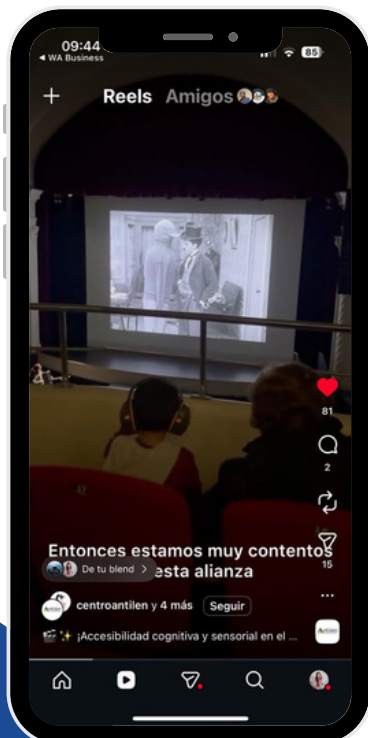 09:44
◀ WA Business
85
Reels Amigos
81
2
15
Entonces estamos muy contentos
esta alianza
De tu blend >
centroantilen y 4 más Seguir
¡Accesibilidad cognitiva y sensorial en el ...